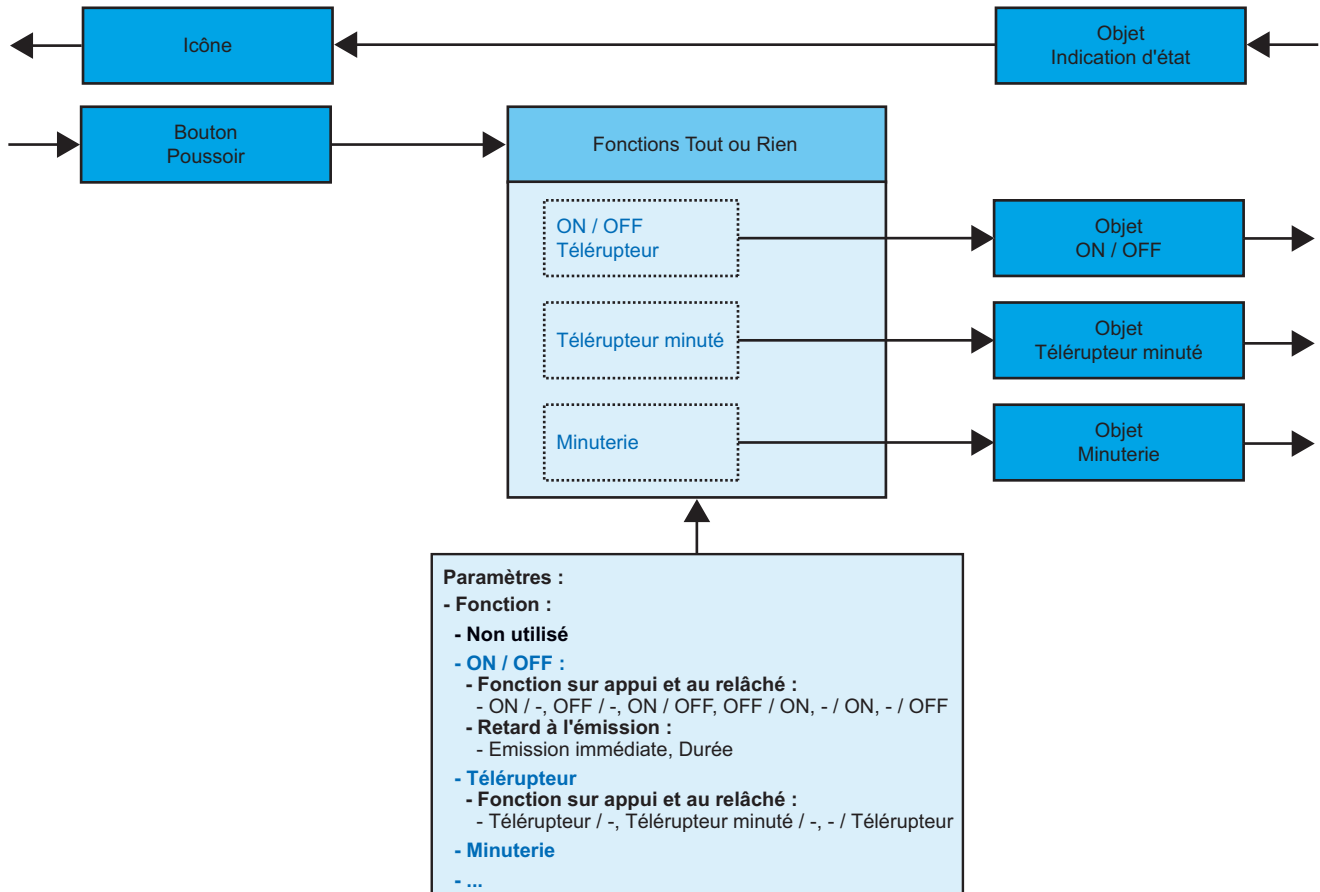 Icône
Objet
Indication d'état
Bouton
Poussoir
Fonctions Tout ou Rien
ON / OFF
Télérupteur
Objet
ON / OFF
Télérupteur minuté
Objet
Télérupteur minuté
Minuterie
Objet
Minuterie
Paramètres :
- Fonction :
- Non utilisé
- ON / OFF :
- Fonction sur appui et au relâché :
- ON / -, OFF / -, ON / OFF, OFF / ON, - / ON, - / OFF
- Retard à l'émission :
- Emission immédiate, Durée
- Télérupteur
- Fonction sur appui et au relâché :
- Télérupteur / -, Télérupteur minuté / -, - / Télérupteur
- Minuterie
- ...